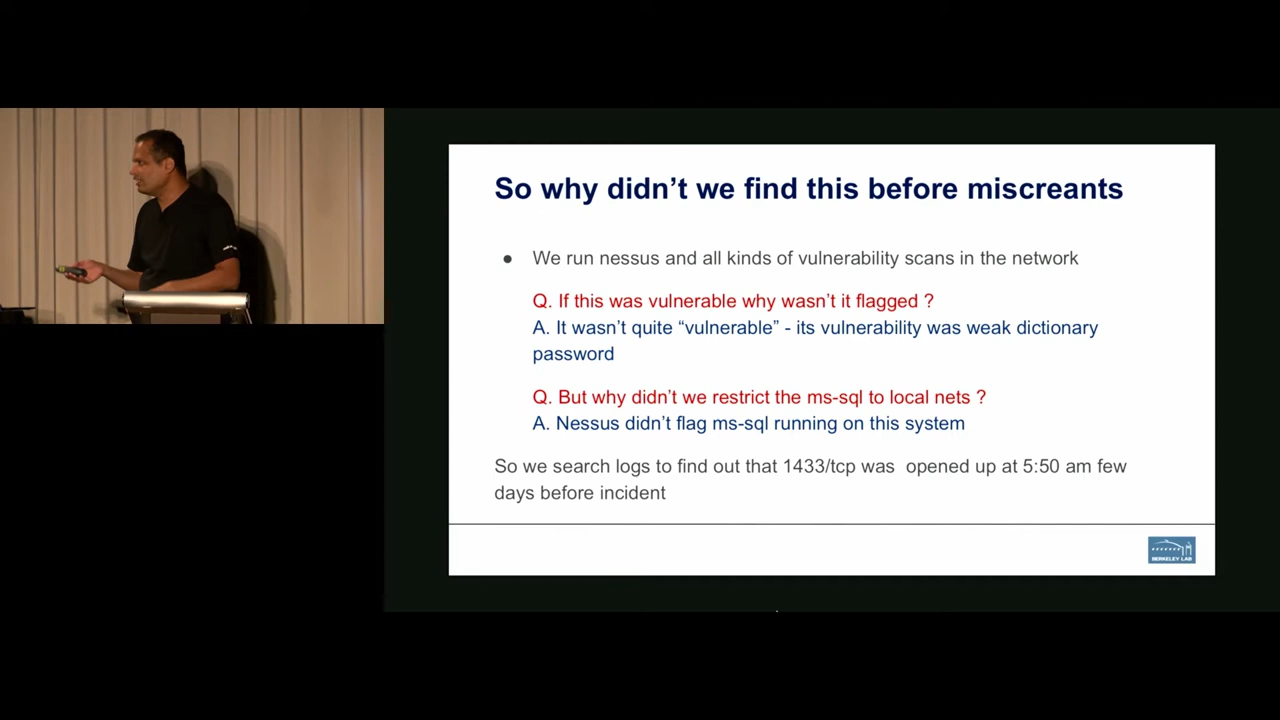 So why didn’t we find this before miscreants
● We run nessus and all kinds of vulnerability scans in the network
Q. If this was vulnerable why wasn’t it flagged ?
A. It wasn’t quite “vulnerable” - its vulnerability was weak dictionary
password
Q. But why didn’t we restrict the ms-sql to local nets ?
A. Nessus didn’t flag ms-sql running on this system
So we search logs to find out that 1433/tcp was  opened up at 5:50 am few
days before incident
BERKELEY LAB